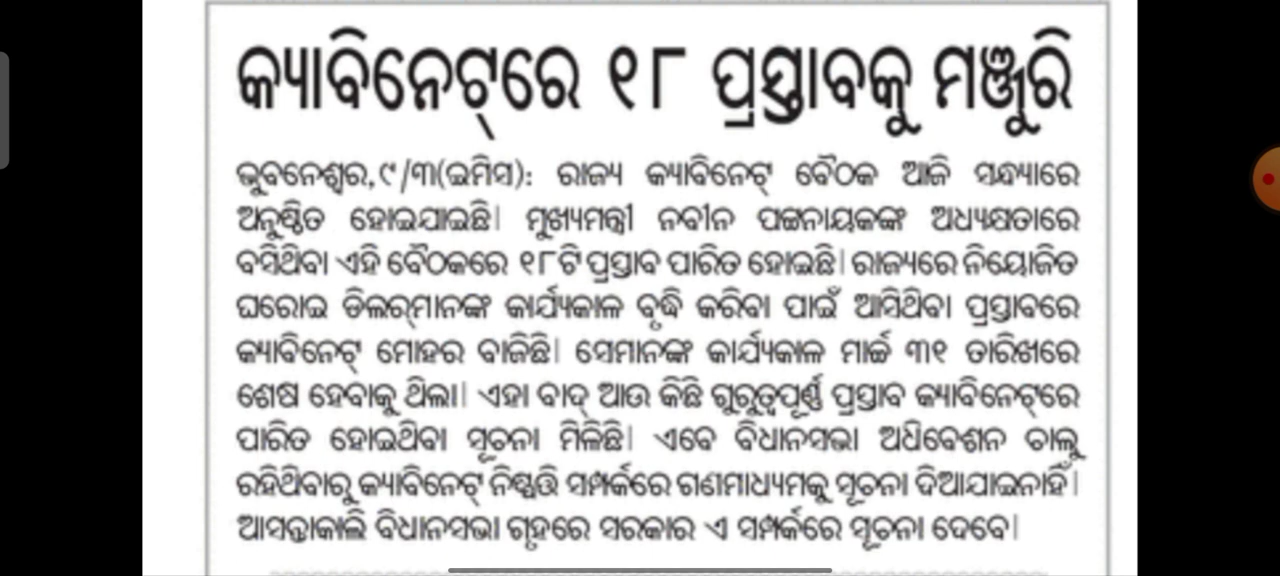 କ୍ୟାବିନେଟ୍‌ରେ ୧୮ ପ୍ରସ୍ତାବକୁ ମଞ୍ଜୁରି
ଭୁବନେଶ୍ୱର,୯/୩(ଇମିସ): ରାଜ୍ୟ କ୍ୟାବିନେଟ୍ ବୈଠକ ଆଜି ସନ୍ଧ୍ୟାରେ
ଅନୁଷ୍ଠିତ ହୋଇଯାଇଛି। ମୁଖ୍ୟମନ୍ତ୍ରୀ ନବୀନ ପଟ୍ଟନାୟକଙ୍କ ଅଧ୍ୟକ୍ଷତାରେ
ବସିଥିବା ଏହି ବୈଠକରେ ୧୮ଟି ପ୍ରସ୍ତାବ ପାରିତ ହୋଇଛି। ରାଜ୍ୟରେ ନିୟୋଜିତ
ଘରୋଇ ଡିଲର୍‌ମାନଙ୍କ କାର୍ଯ୍ୟକାଳ ବୃଦ୍ଧି କରିବା ପାଇଁ ଆସିଥିବା ପ୍ରସ୍ତାବରେ
କ୍ୟାବିନେଟ୍ ମୋହର ବାଜିଛି। ସେମାନଙ୍କ କାର୍ଯ୍ୟକାଳ ମାର୍ଚ୍ଚ ୩୧ ତାରିଖରେ
ଶେଷ ହେବାକୁ ଥିଲା। ଏହା ବାଦ୍ ଆଉ କିଛି ଗୁରୁତ୍ୱପୂର୍ଣ୍ଣ ପ୍ରସ୍ତାବ କ୍ୟାବିନେଟ୍‌ରେ
ପାରିତ ହୋଇଥିବା ସୂଚନା ମିଳିଛି। ଏବେ ବିଧାନସଭା ଅଧିବେଶନ ଚାଲୁ
ରହିଥିବାରୁ କ୍ୟାବିନେଟ୍ ନିଷ୍ପତ୍ତି ସମ୍ପର୍କରେ ଗଣମାଧ୍ୟମକୁ ସୂଚନା ଦିଆଯାଇନାହିଁ।
ଆସନ୍ତାକାଲି ବିଧାନସଭା ଗୃହରେ ସରକାର ଏ ସମ୍ପର୍କରେ ସୂଚନା ଦେବେ।